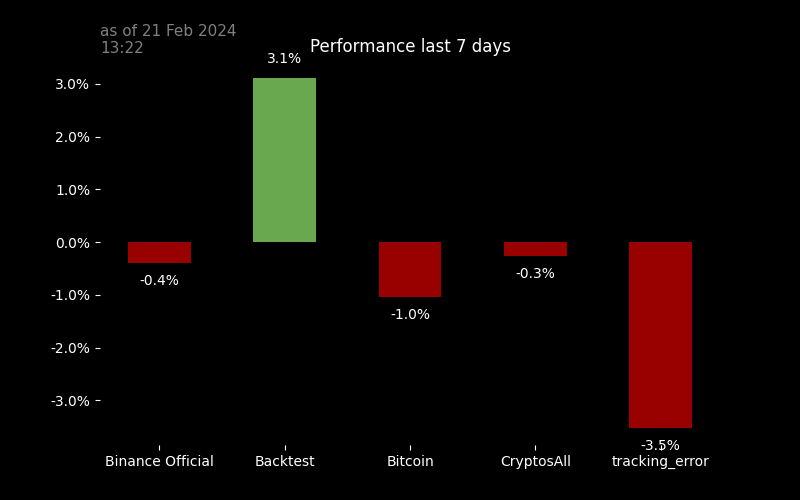 as of 21 Feb 2024
13:22
Performance last 7 days
3.1%
3.0%
2.0%
1.0%
0.0%
-0.4%
-0.3%
-1.0%
-1.0%
-2.0%
-3.0%
-3.5%
Binance Official
Backtest
Bitcoin
CryptosAll
tracking_error